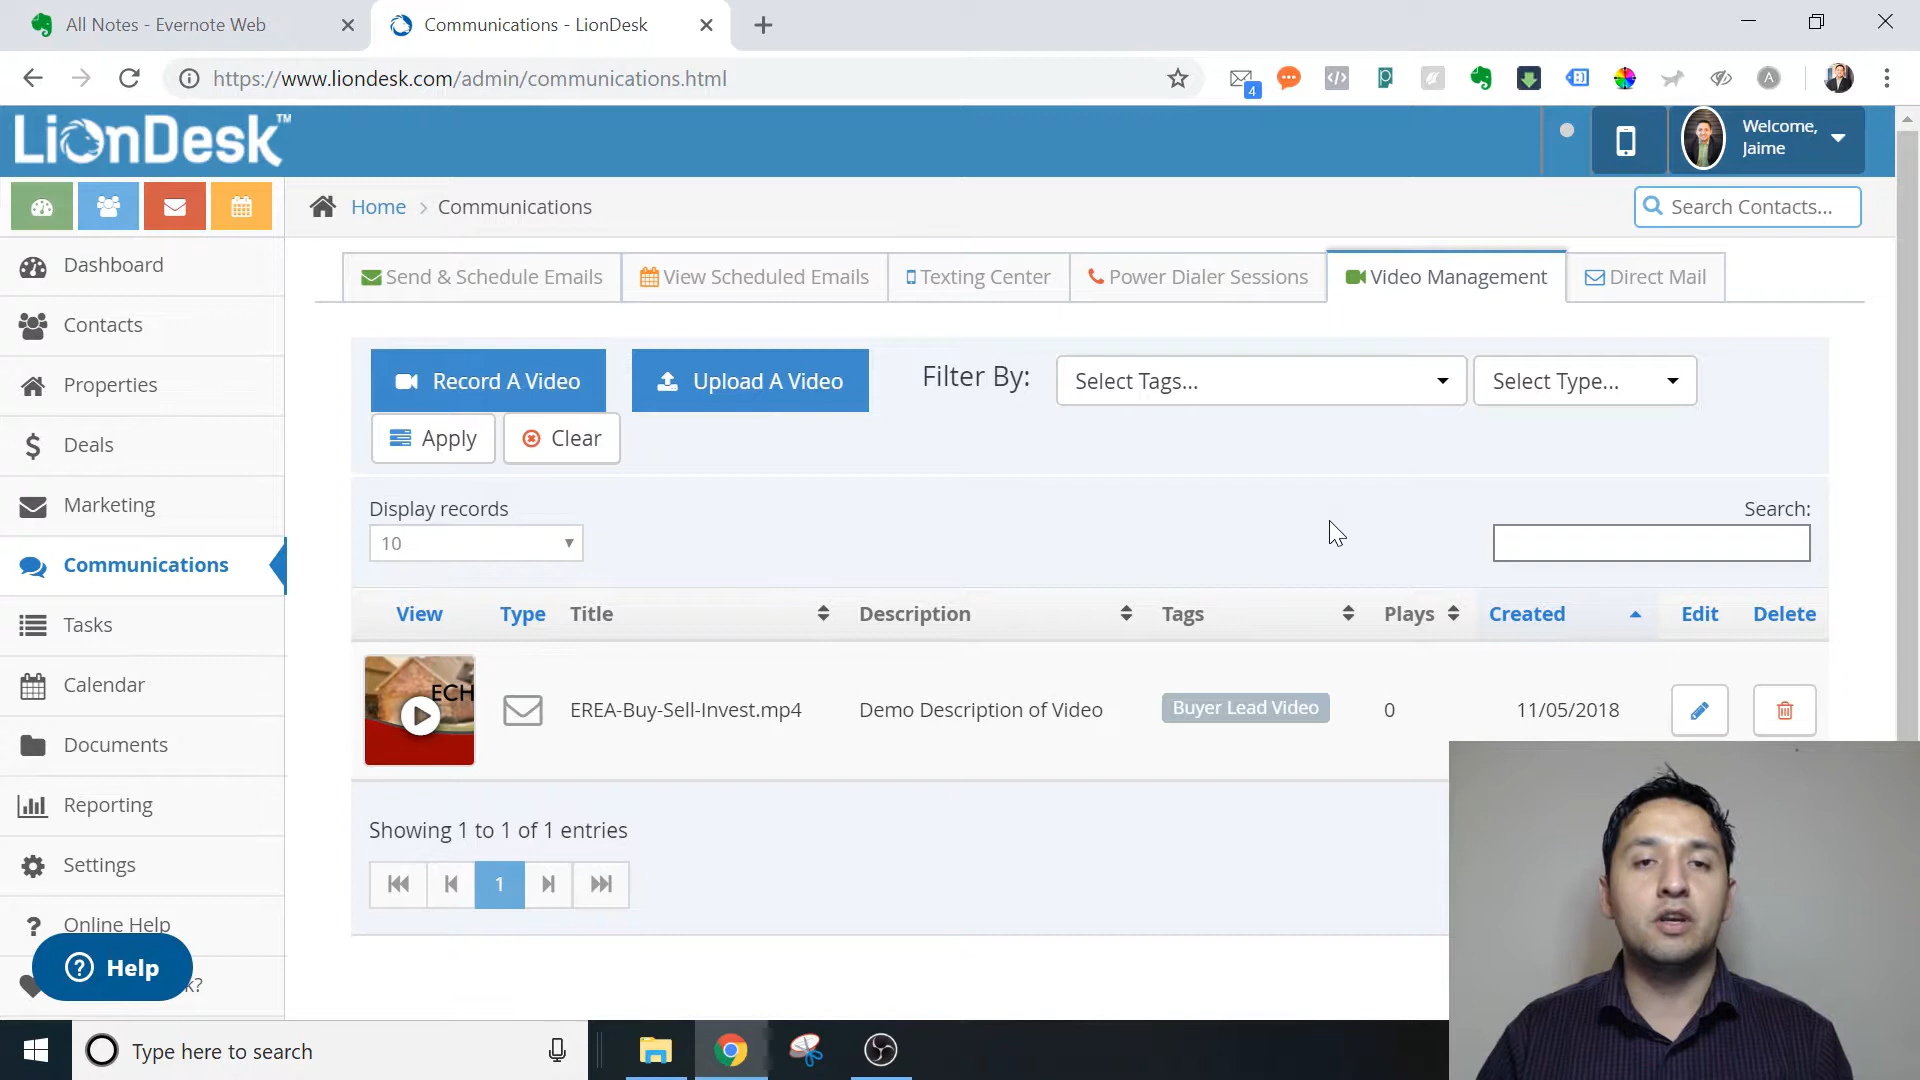 All Notes - Evernote Web
Communications - LionDesk
https://www.liondesk.com/admin/communications.html
4
A
LionDesk™
Welcome,
Jaime
Home > Communications
Search Contacts...
Dashboard
Contacts
Properties
Deals
Marketing
Communications
Tasks
Calendar
Documents
Reporting
Settings
Online Help
k?
Help
Send & Schedule Emails
View Scheduled Emails
Texting Center
Power Dialer Sessions
Video Management
Direct Mail
Record A Video
Upload A Video
Filter By:
Select Tags...
Select Type...
Apply
Clear
Display records
10
Search:
View Type Title Description Tags Plays Created Edit Delete
ECH
EREA-Buy-Sell-Invest.mp4 Demo Description of Video Buyer Lead Video 0 11/05/2018
Showing 1 to 1 of 1 entries
1
Type here to search